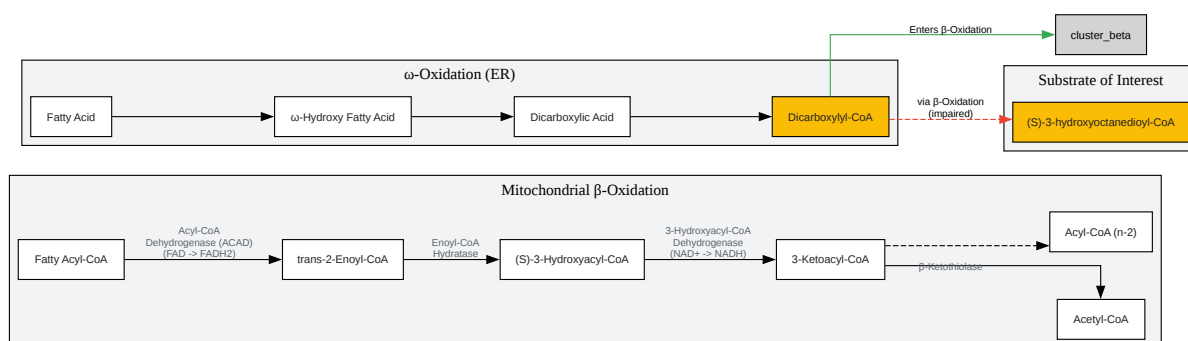 Enters β-Oxidation
cluster_beta
ω-Oxidation (ER)
Fatty Acid
ω-Hydroxy Fatty Acid
Dicarboxylic Acid
Dicarboxylyl-CoA
via β-Oxidation
(impaired)
Substrate of Interest
(S)-3-hydroxyoctanedioyl-CoA
Mitochondrial β-Oxidation
Fatty Acyl-CoA
Acyl-CoA
Dehydrogenase (ACAD)
(FAD -> FADH2)
trans-2-Enoyl-CoA
Enoyl-CoA
Hydratase
(S)-3-Hydroxyacyl-CoA
3-Hydroxyacyl-CoA
Dehydrogenase
(NAD+ -> NADH)
3-Ketoacyl-CoA
β-Ketothiolase
Acyl-CoA (n-2)
Acetyl-CoA